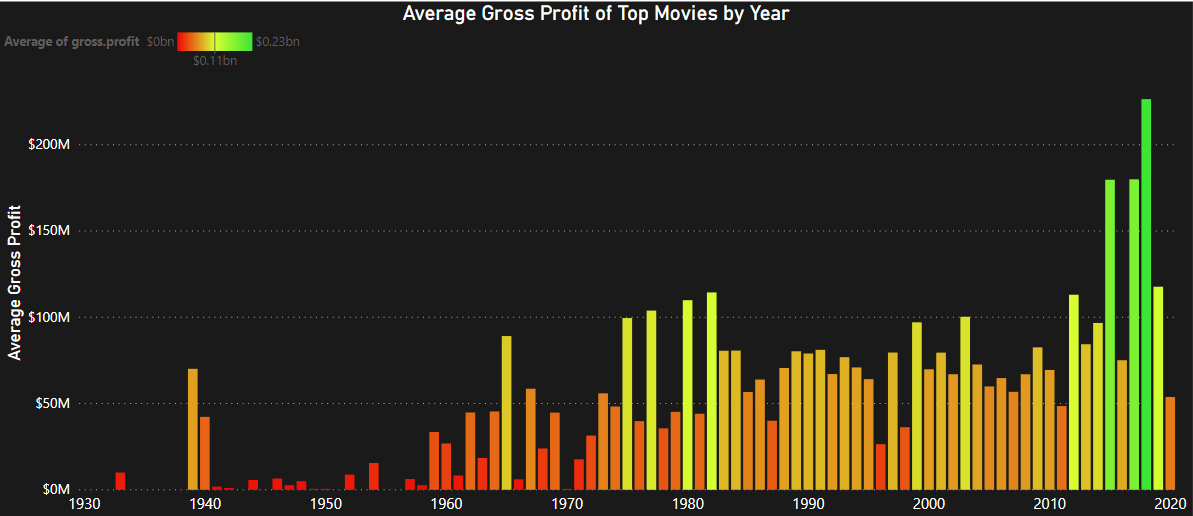 Average Gross Profit of Top Movies by Year
Average of gross.profit $0bn $0.23bn
$0.11bn
Average Gross Profit
$200M
$150M
$100M
$50M
$0M
1930 1940 1950 1960 1970 1980 1990 2000 2010 2020